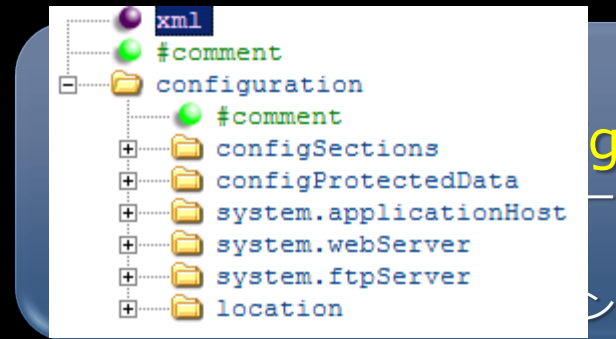 xml
#comment
configuration
#comment
configSections
g
configProtectedData
system.applicationHost
system.webServer
system.ftpServer
location